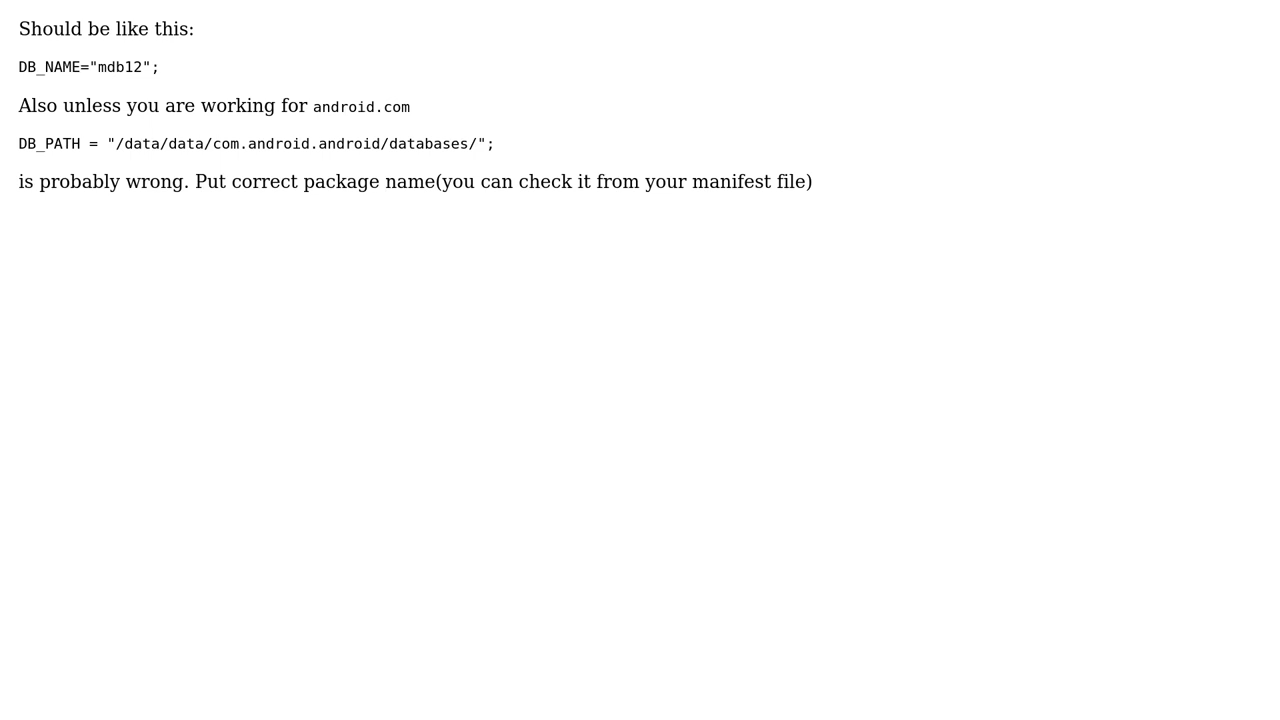 Should be like this:
DB_NAME="mdb12";
Also unless you are working for android.com
DB_PATH = "/data/data/com.android.android/databases/";
is probably wrong. Put correct package name(you can check it from your manifest file)